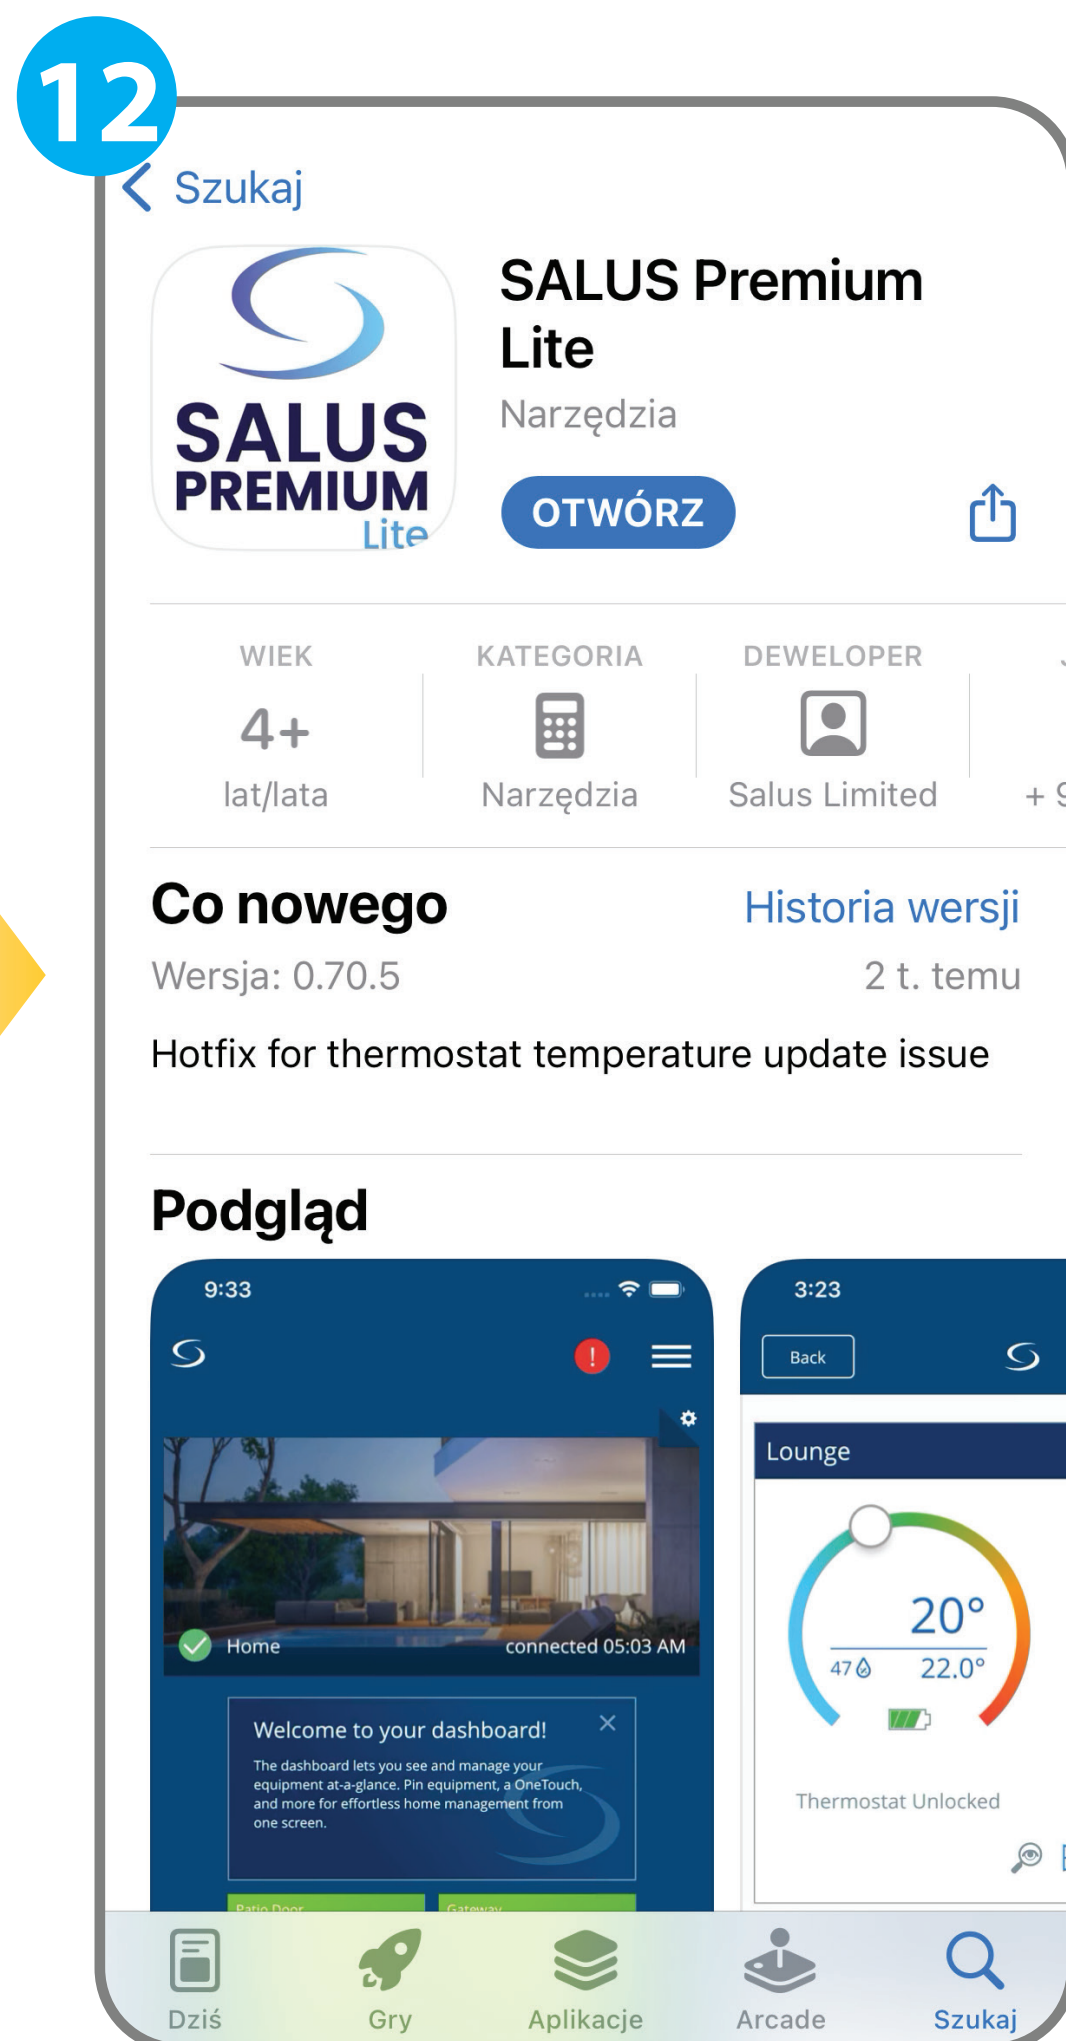 12
Szukaj
SALUS
PREMIUM
Lite
SALUS Premium
Lite
Narzędzia
OTWÓRZ
WIEK
4+
lat/lata
KATEGORIA
Narzędzia
DEWELOPER
Salus Limited
+ 9
Co nowego
Historia wersji
Wersja: 0.70.5
2 t. temu
Hotfix for thermostat temperature update issue
Podgląd
9:33
!
Home
connected 05:03 AM
Welcome to your dashboard!
The dashboard lets you see and manage your
equipment at-a-glance. Pin equipment, a OneTouch,
and more for effortless home management from
one screen.
Patio Door
Gateway
3:23
Back
Lounge
20°
47
22.0°
Thermostat Unlocked
Dziś
Gry
Aplikacje
Arcade
Szukaj